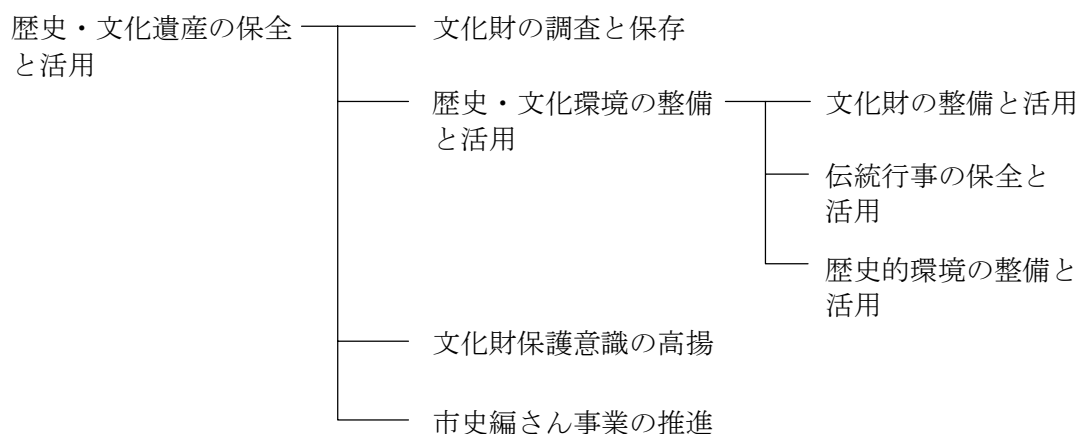 歴史・文化遺産の保全
と活用
文化財の調査と保存
歴史・文化環境の整備
と活用
文化財の整備と活用
伝統行事の保全と
活用
歴史的環境の整備と
活用
文化財保護意識の高揚
市史編さん事業の推進